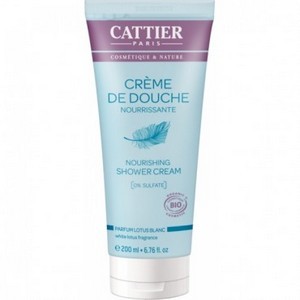 CATTIER
PARIS
COSMÉTIQUE & NATURE
CRÈME
DE DOUCHE
NOURRISSANTE
NOURISHING
SHOWER CREAM
[0% SULFATE]
BIO
PARFUM LOTUS BLANC
white lotus fragrance
e 200 ml • 6.76 fl. oz